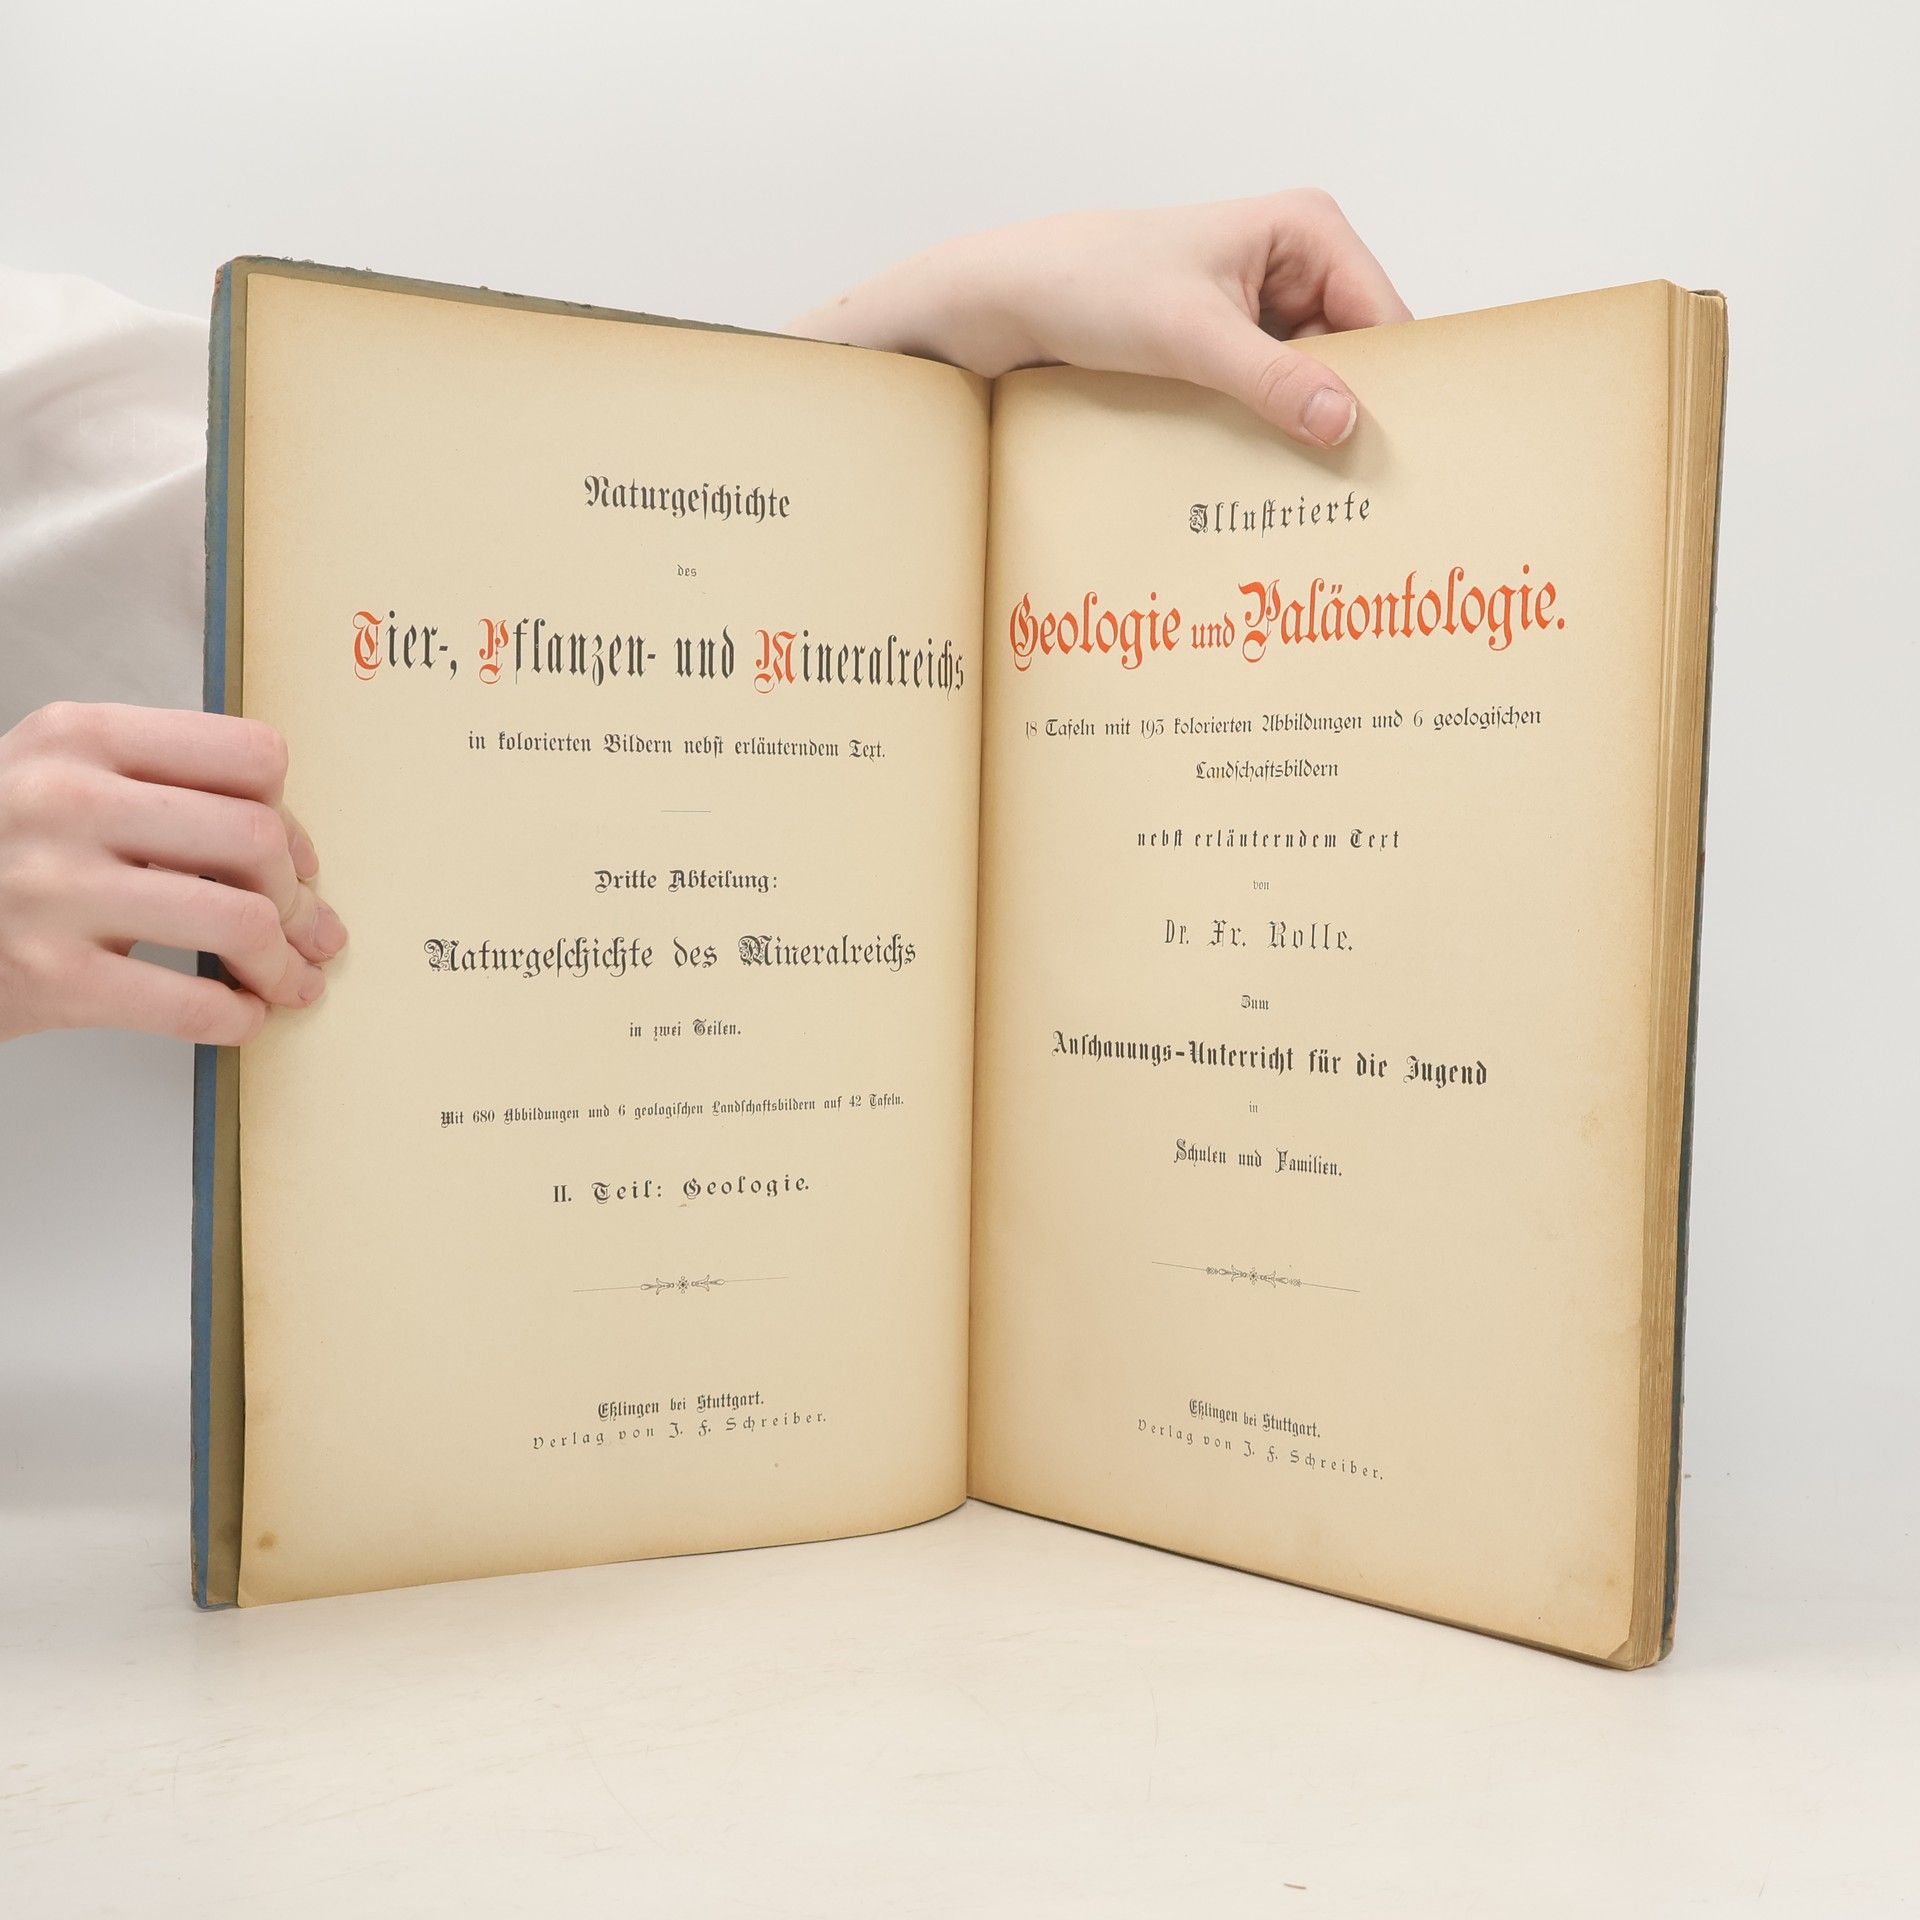 Naturgeschichte
des
Tier-, Pflanzen- und Mineralreichs
in kolorierten Bildern nebst erläuterndem Text.
Dritte Abteilung:
Naturgeschichte des Mineralreichs
in zwei Teilen.
Mit 680 Abbildungen und 6 geologischen Landschaftsbildern auf 42 Tafeln.
II. Teil: Geologie.
Eßlingen bei Stuttgart.
Verlag von J. F. Schreiber.
Illustrierte
Geologie und Paläontologie.
18 Tafeln mit 193 kolorierten Abbildungen und 6 geologischen
Landschaftsbildern
nebst erläuterndem Text
von
Dr. Fr. Rolle.
Zum
Anschauungs-Unterricht für die Jugend
in
Schulen und Familien.
Eßlingen bei Stuttgart.
Verlag von J. F. Schreiber.